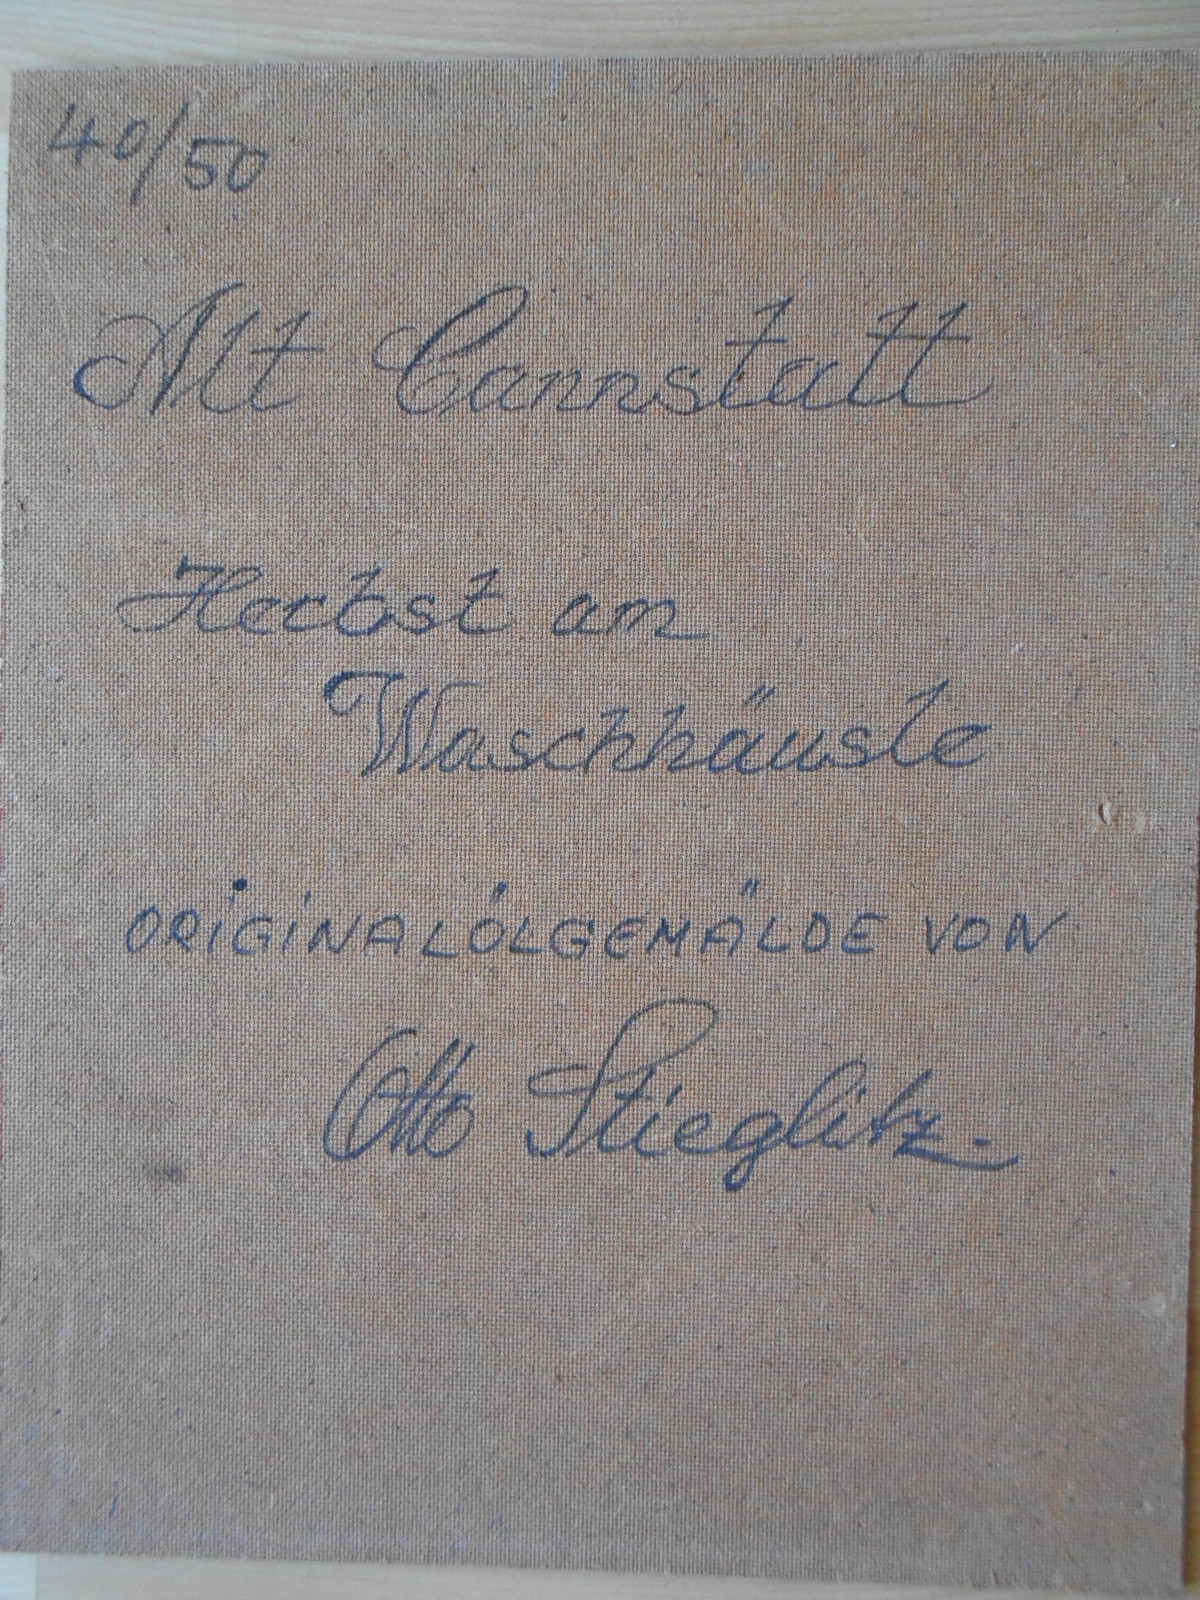 40/50
Alt Cannstatt
Herbst am
Waschhäusle
ORiGiNALÖLGEMÄLDE VON
Otto Stieglitz.